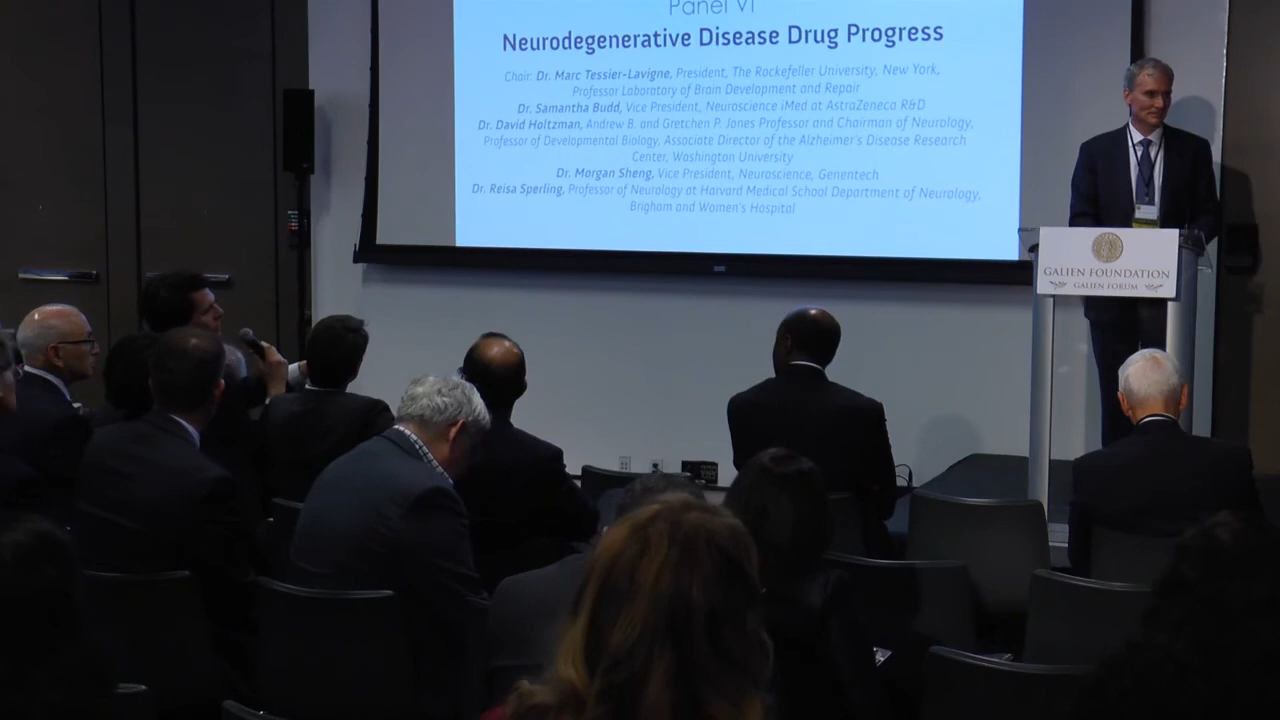 Panel VI
Neurodegenerative Disease Drug Progress
Chair: Dr. Marc Tessier-Lavigne, President, The Rockefeller University, New York,
Professor Laboratory of Brain Development and Repair
Dr. Samantha Budd, Vice President, Neuroscience iMed at AstraZeneca R&D
Dr. David Holtzman, Andrew B. and Gretchen P. Jones Professor and Chairman of Neurology,
Professor of Developmental Biology, Associate Director of the Alzheimer's Disease Research
Center, Washington University
Dr. Morgan Sheng, Vice President, Neuroscience, Genentech
Dr. Reisa Sperling, Professor of Neurology at Harvard Medical School Department of Neurology,
Brigham and Women's Hospital
GALIEN FOUNDATION
GALIEN FORUM